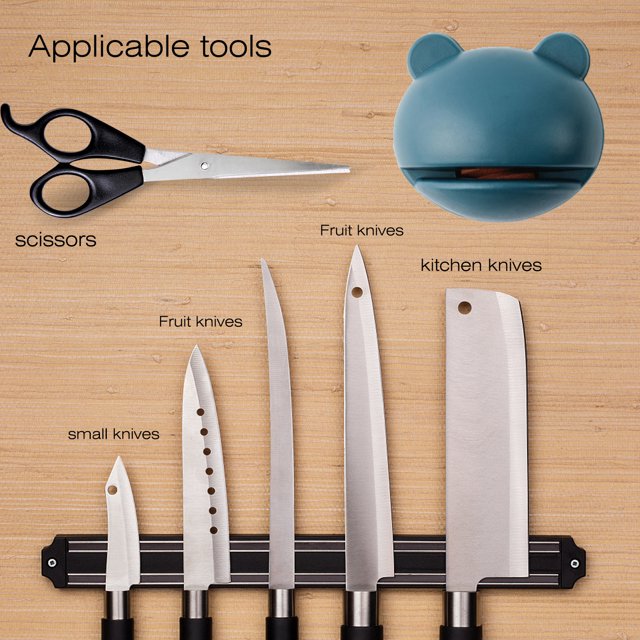 Applicable tools
scissors
Fruit knives
kitchen knives
Fruit knives
small knives